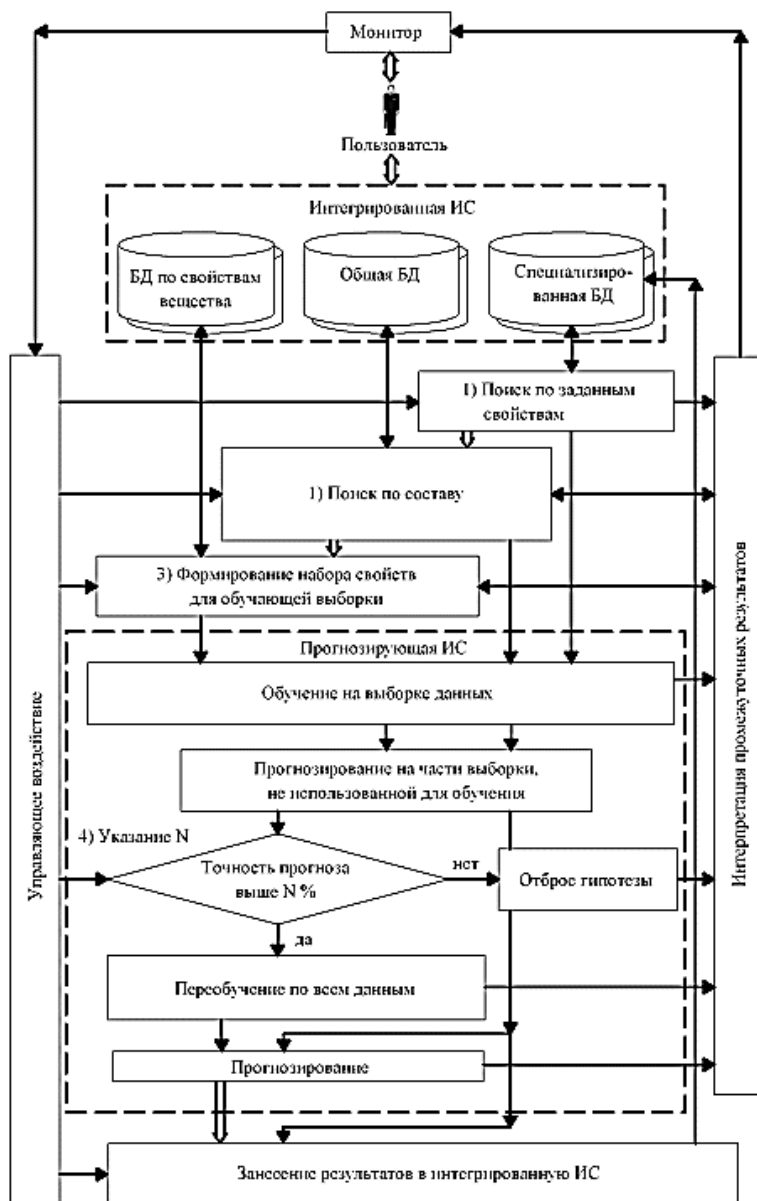 Монитор
Пользователь
Интегрированная ИС
БД по свойствам
вещества
Общая БД
Специализиро-
ванная БД
1) Поиск по заданным
свойствам
1) Поиск по составу
3) Формирование набора свойств
для обучающей выборки
Прогнозирующая ИС
Обучение на выборке данных
Прогнозирование на части выборки,
не использованной для обучения
4) Указание N
Точность прогноза
выше N %
нет
Отброс гипотезы
да
Переобучение по всем данным
Прогнозирование
Занесение результатов в интегрированную ИС
Управляющее воздействие
Интерпретация промежуточных результатов